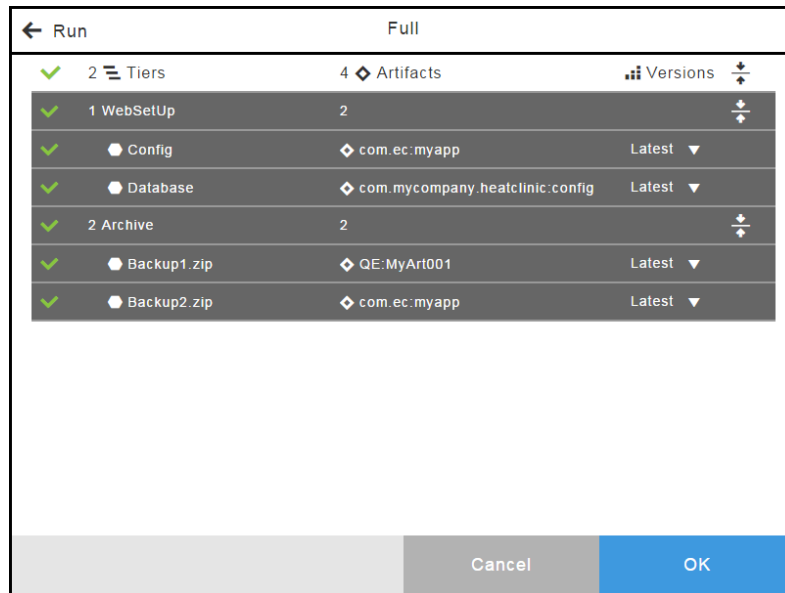 Run Full
2 Tiers 4 Artifacts Versions
1 WebSetUp 2
Config com.ec:myapp Latest
Database com.mycompany.heatclinic:config Latest
2 Archive 2
Backup1.zip QE:MyArt001 Latest
Backup2.zip com.ec:myapp Latest
Cancel OK